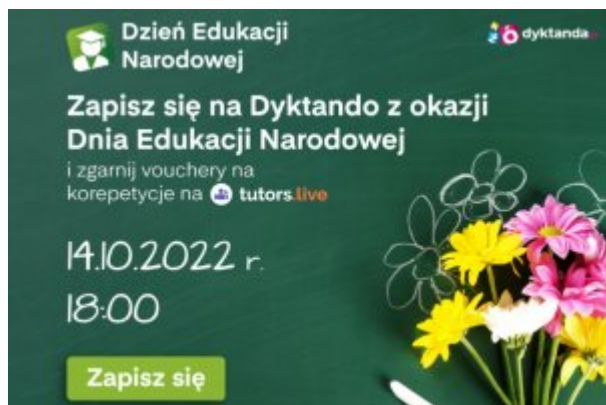 Dzień Edukacji
Narodowej
dyktanda
Zapisz się na Dyktando z okazji
Dnia Edukacji Narodowej
i zgarnij vouchery na
korepetycje na tutors.live
14.10.2022 r.
18:00
Zapisz się